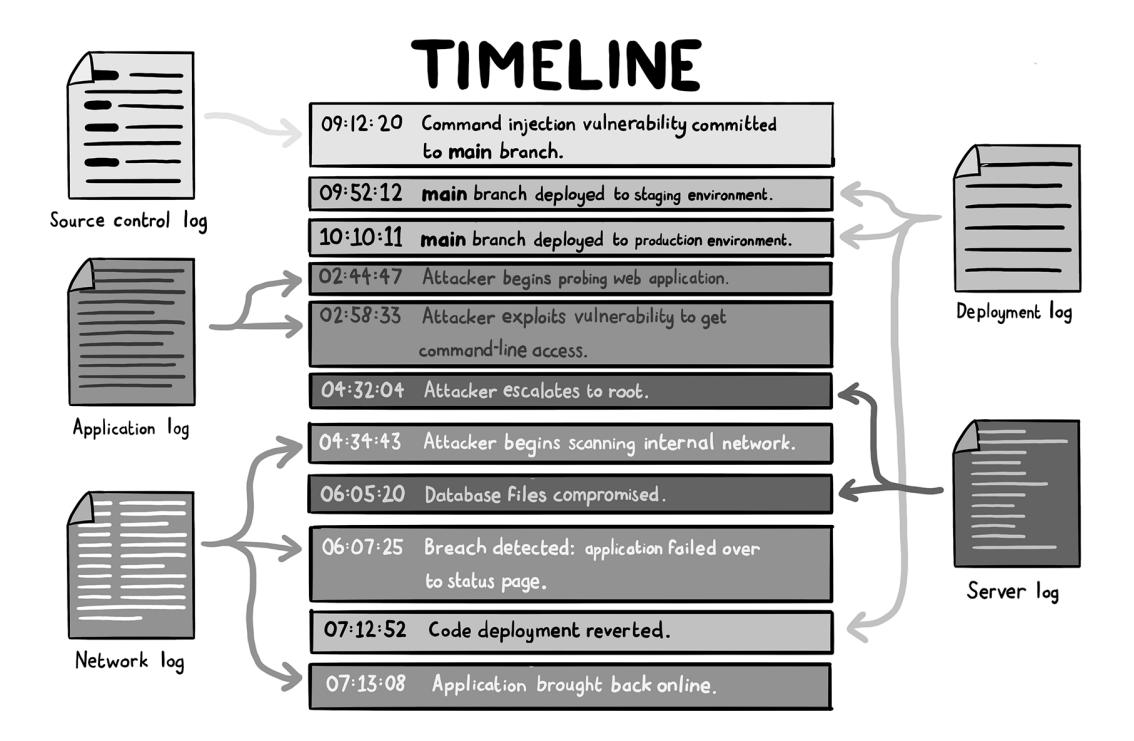 TIMELINE
09:12:20 Command injection vulnerability committed
to main branch.
Source control log
09:52:12 main branch deployed to staging environment.
10:10:11 main branch deployed to production environment.
Deployment log
02:44:47 Attacker begins probing web application.
02:58:33 Attacker exploits vulnerability to get
command-line access.
Application log
04:32:04 Attacker escalates to root.
04:34:43 Attacker begins scanning internal network.
06:05:20 Database files compromised.
Server log
06:07:25 Breach detected: application failed over
to status page.
07:12:52 Code deployment reverted.
Network log
07:13:08 Application brought back online.